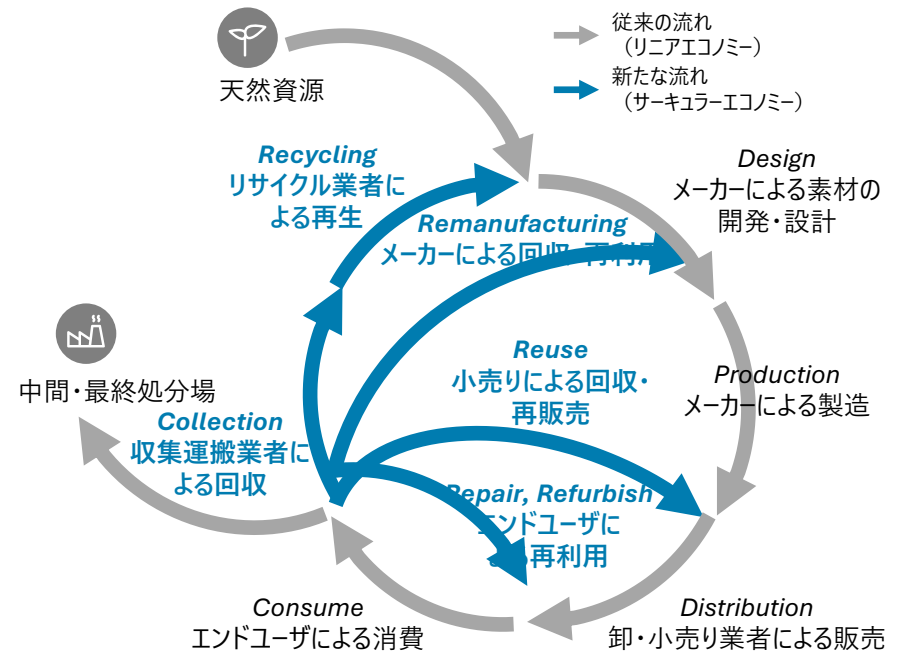 天然資源
従来の流れ
（リニアエコノミー）
新たな流れ
（サーキュラーエコノミー）
Recycling
リサイクル業者に
よる再生
Design
メーカーによる素材の
開発・設計
Remanufacturing
メーカーによる回収・再利用
中間・最終処分場
Reuse
小売りによる回収・
再販売
Production
メーカーによる製造
Collection
収集運搬業者に
よる回収
Repair, Refurbish
エンドユーザに
よる再利用
Consume
エンドユーザによる消費
Distribution
卸・小売り業者による販売